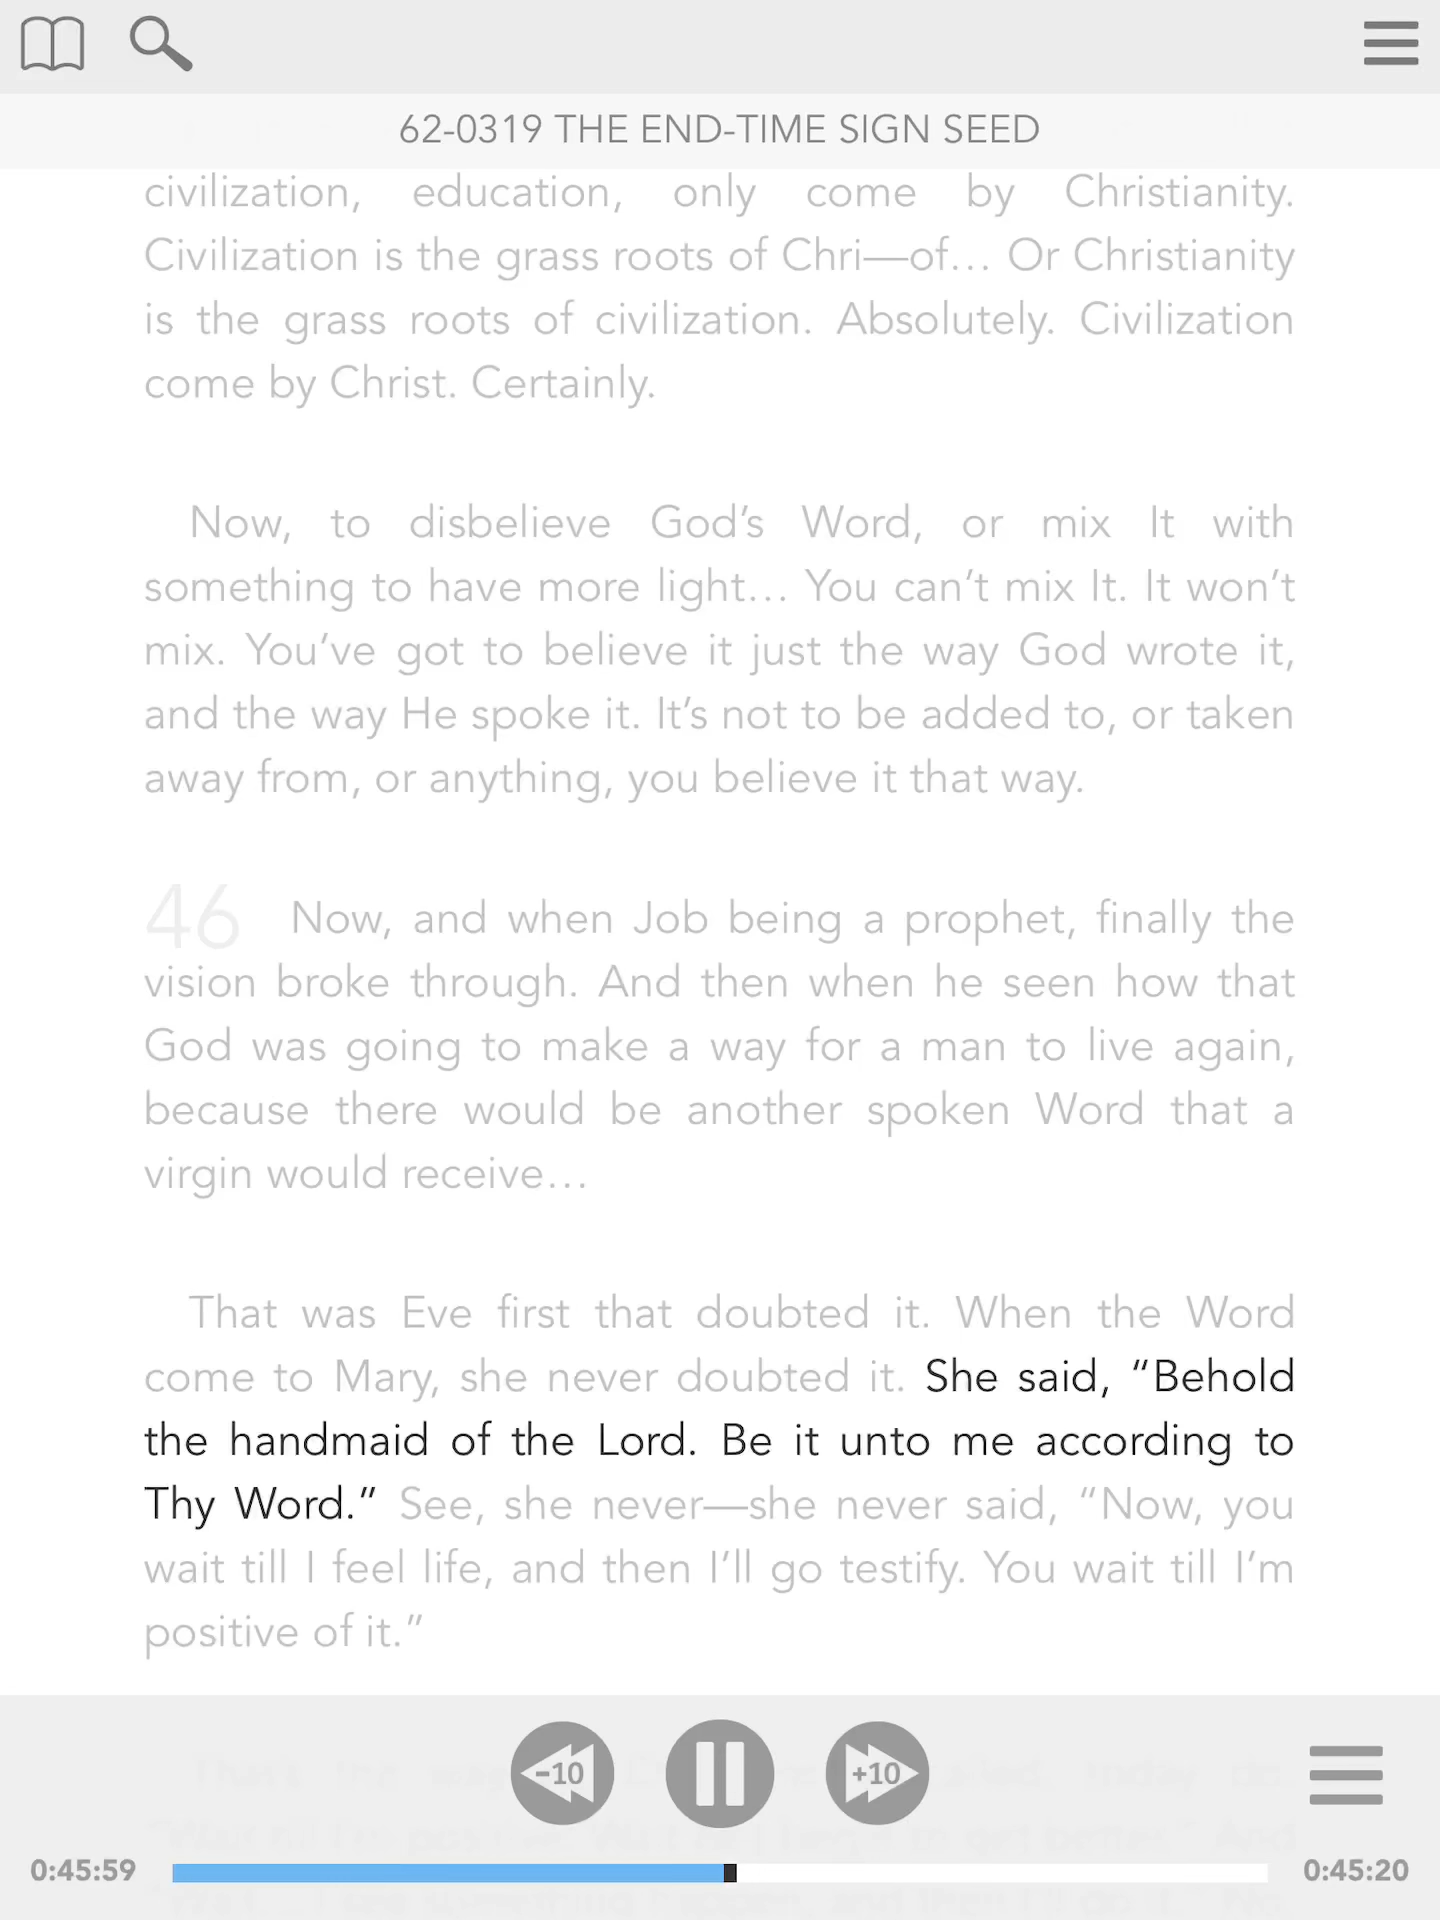 62-0319 THE END-TIME SIGN SEED
civilization, education, only come by Christianity.
Civilization is the grass roots of Chri—of… Or Christianity
is the grass roots of civilization. Absolutely. Civilization
come by Christ. Certainly.
Now, to disbelieve God’s Word, or mix It with
something to have more light… You can’t mix It. It won’t
mix. You’ve got to believe it just the way God wrote it,
and the way He spoke it. It’s not to be added to, or taken
away from, or anything, you believe it that way.
46 Now, and when Job being a prophet, finally the
vision broke through. And then when he seen how that
God was going to make a way for a man to live again,
because there would be another spoken Word that a
virgin would receive…
That was Eve first that doubted it. When the Word
come to Mary, she never doubted it. She said, “Behold
the handmaid of the Lord. Be it unto me according to
Thy Word.” See, she never—she never said, “Now, you
wait till I feel life, and then I’ll go testify. You wait till I’m
positive of it.”
-10 +10
0:45:59 0:45:20